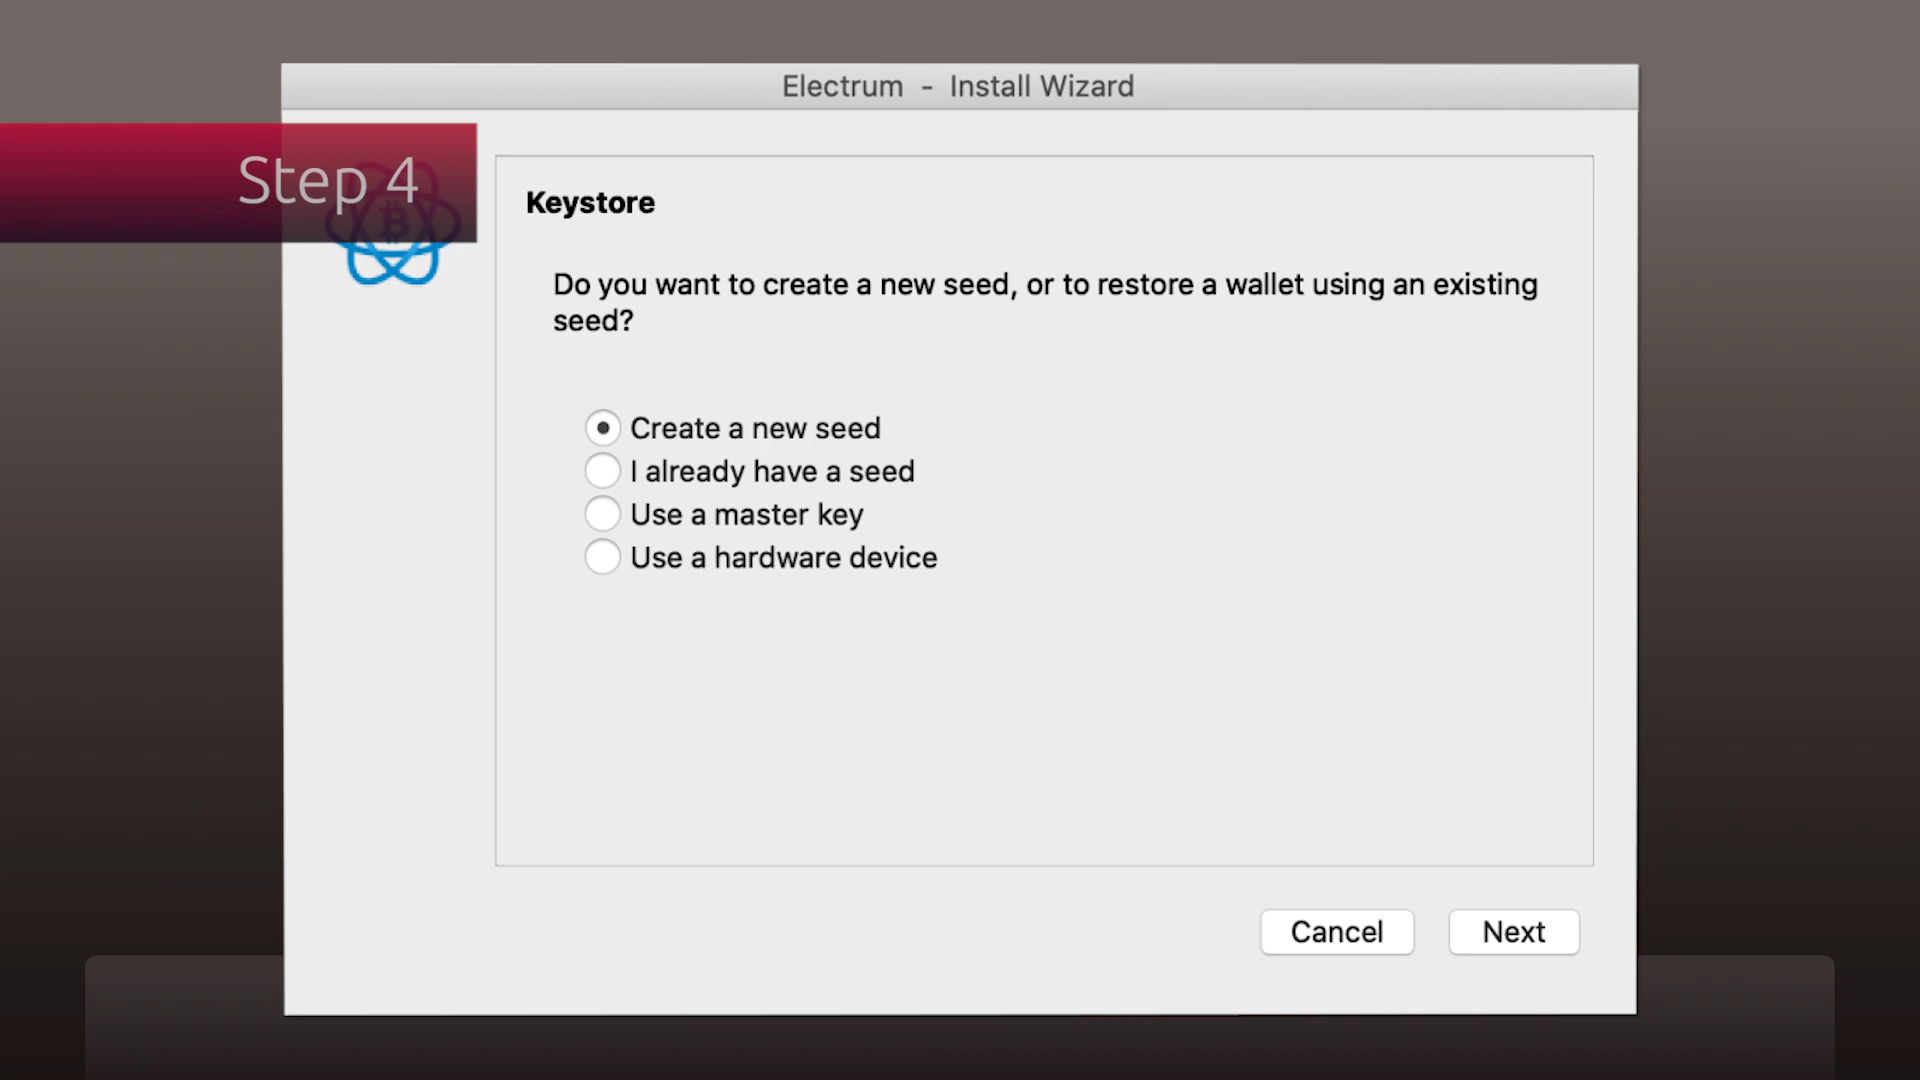 Electrum - Install Wizard
Step 4
Keystore
Do you want to create a new seed, or to restore a wallet using an existing
seed?
Create a new seed
I already have a seed
Use a master key
Use a hardware device
Cancel
Next